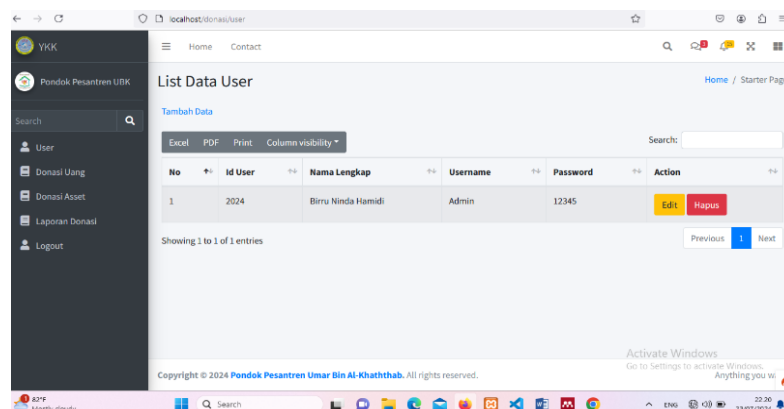 localhost/donasi/user
YKK
Home Contact
Pondok Pesantren UBK
List Data User
Home / Starter Page
Tambah Data
Search
Excel PDF Print Column visibility
Search:
User
Donasi Uang
Donasi Asset
Laporan Donasi
Logout
No Id User Nama Lengkap Username Password Action
1 2024 Birru Ninda Hamidi Admin 12345 Edit Hapus
Showing 1 to 1 of 1 entries
Previous 1 Next
Activate Windows
Go to Settings to activate Windows.
Copyright © 2024 Pondok Pesantren Umar Bin Al-Khaththab. All rights reserved.
Anything you
82°F
Mostly cloudy
Search
ENG
22.20